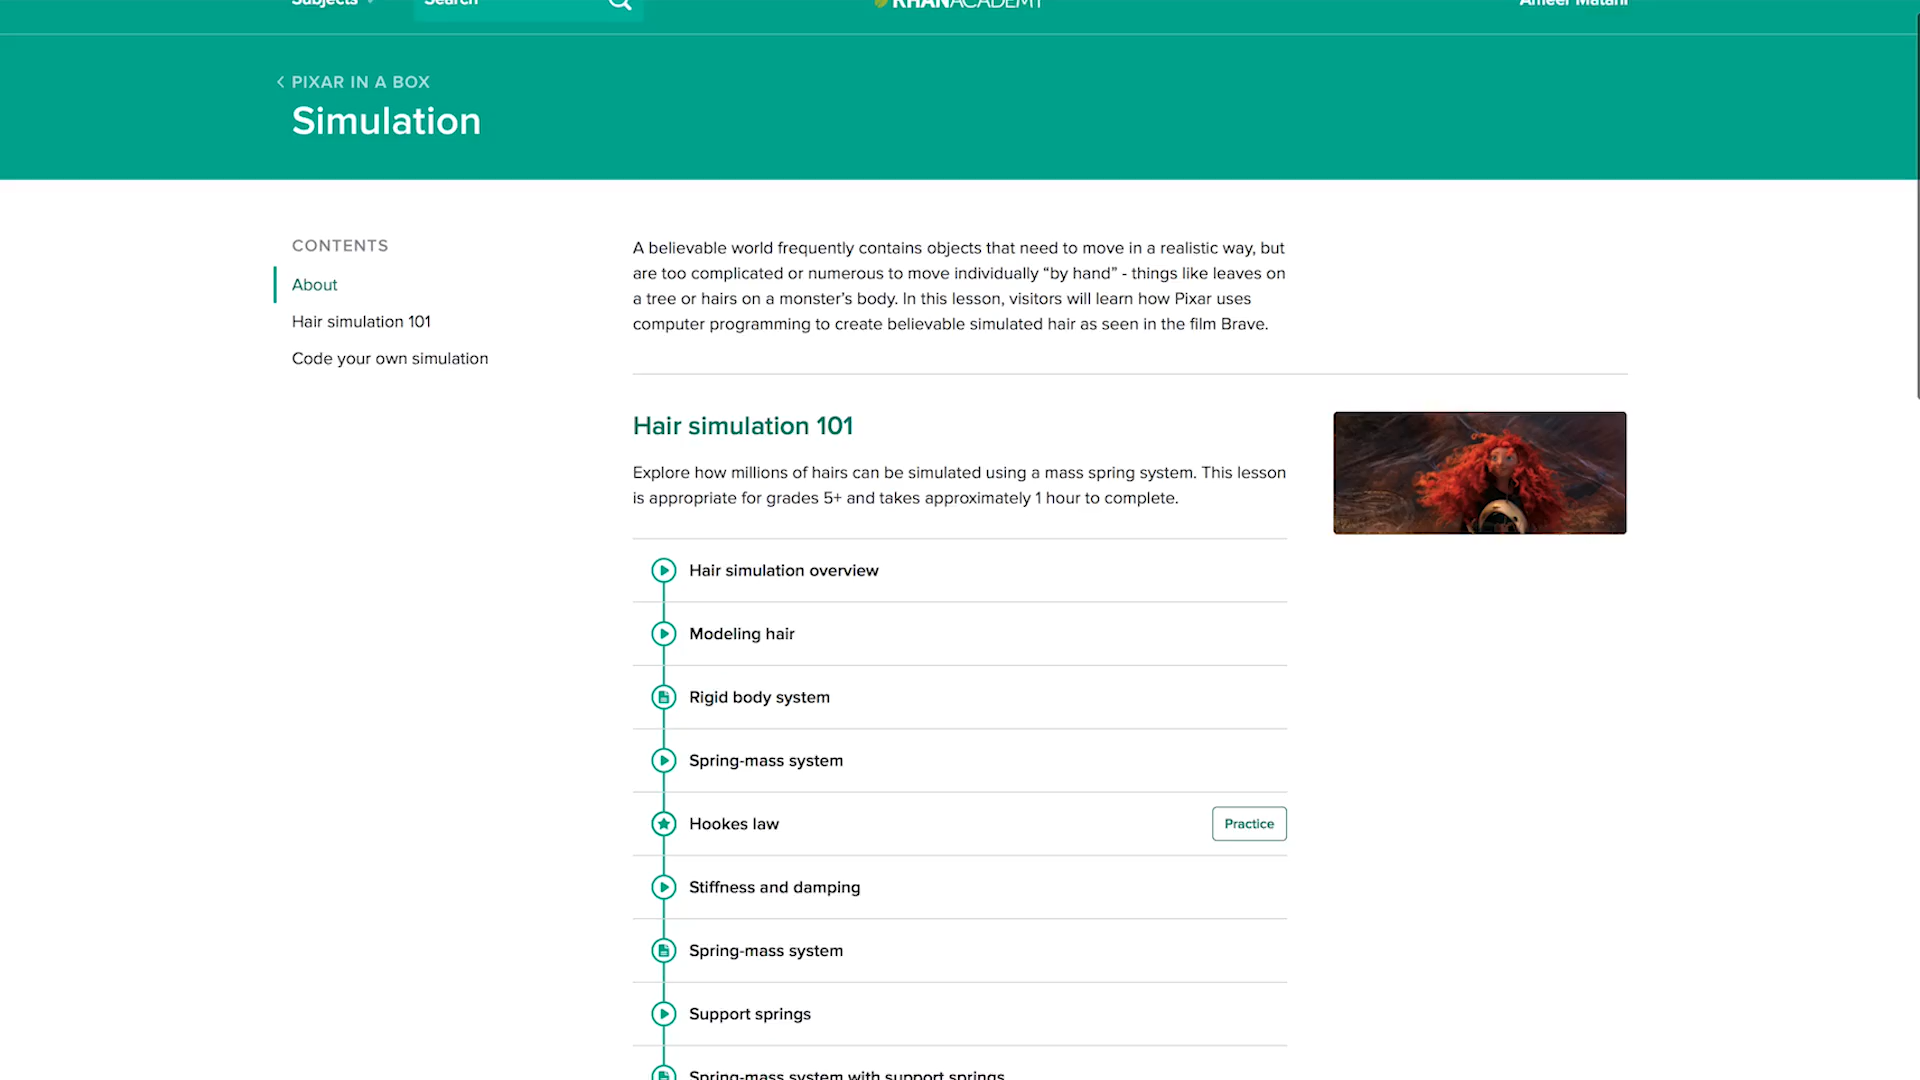 Subjects
Search
KHANACADEMY
Ameer Matani
PIXAR IN A BOX
Simulation
CONTENTS
About
Hair simulation 101
Code your own simulation
A believable world frequently contains objects that need to move in a realistic way, but
are too complicated or numerous to move individually “by hand” - things like leaves on
a tree or hairs on a monster’s body. In this lesson, visitors will learn how Pixar uses
computer programming to create believable simulated hair as seen in the film Brave.
Hair simulation 101
Explore how millions of hairs can be simulated using a mass spring system. This lesson
is appropriate for grades 5+ and takes approximately 1 hour to complete.
Hair simulation overview
Modeling hair
Rigid body system
Spring-mass system
Hookes law
Practice
Stiffness and damping
Spring-mass system
Support springs
Spring-mass system with support springs